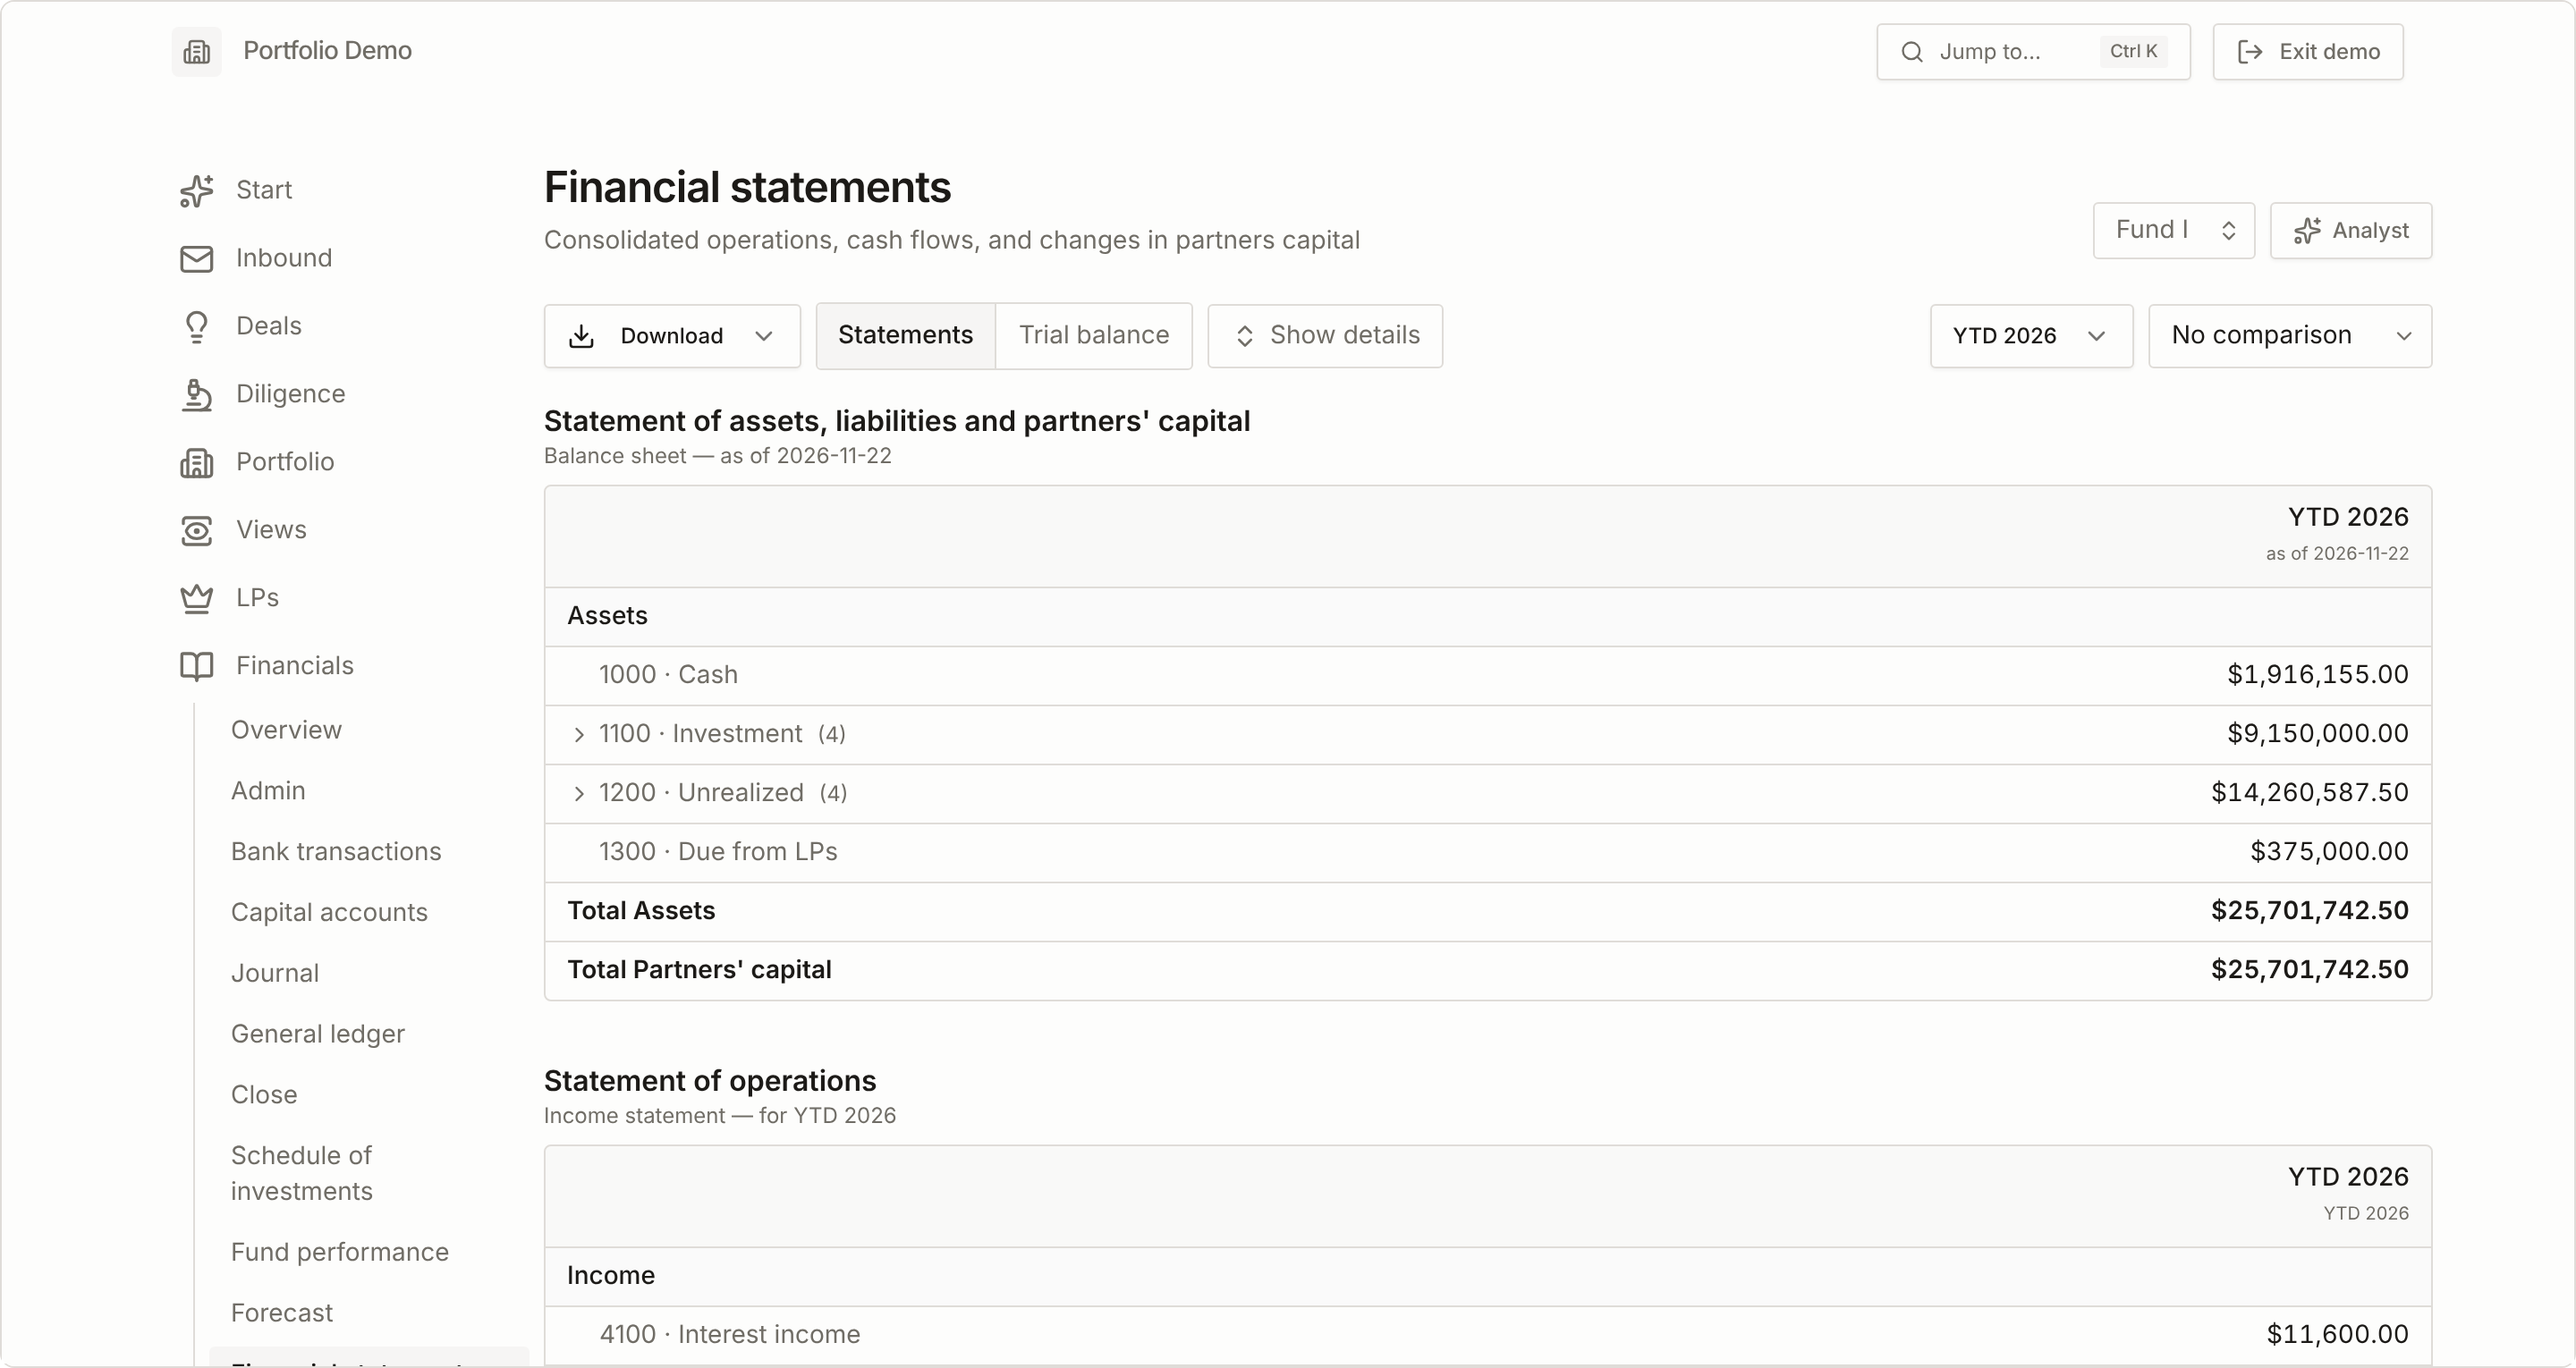 Portfolio Demo
Jump to...
Ctrl K
Exit demo
Start
Inbound
Deals
Diligence
Portfolio
Views
LPs
Financials
Overview
Admin
Bank transactions
Capital accounts
Journal
General ledger
Close
Schedule of
investments
Fund performance
Forecast
Financial statements
Consolidated operations, cash flows, and changes in partners capital
Fund I
Analyst
Download
Statements
Trial balance
Show details
YTD 2026
No comparison
Statement of assets, liabilities and partners' capital
Balance sheet — as of 2026-11-22
YTD 2026
as of 2026-11-22
Assets
1000 · Cash $1,916,155.00
1100 · Investment (4) $9,150,000.00
1200 · Unrealized (4) $14,260,587.50
1300 · Due from LPs $375,000.00
Total Assets $25,701,742.50
Total Partners' capital $25,701,742.50
Statement of operations
Income statement — for YTD 2026
YTD 2026
YTD 2026
Income
4100 · Interest income $11,600.00